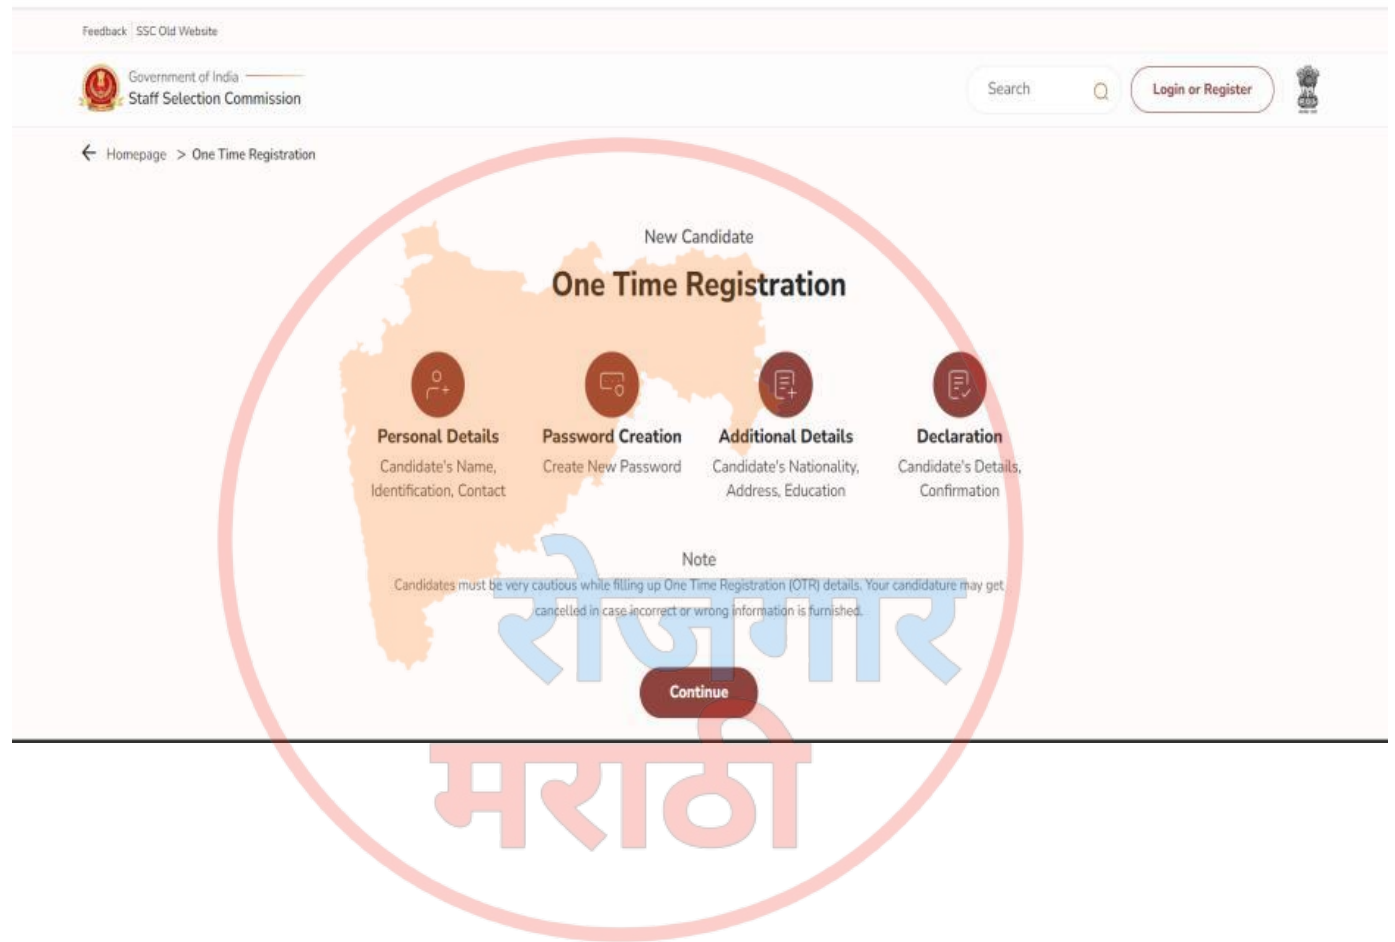 Feedback SSC Old Website
Government of India
Staff Selection Commission
Search
Login or Register
Homepage > One Time Registration
New Candidate
One Time Registration
Personal Details
Candidate's Name,
Identification, Contact
Password Creation
Create New Password
Additional Details
Candidate's Nationality,
Address, Education
Declaration
Candidate's Details,
Confirmation
Note
Candidates must be very cautious while filling up One Time Registration (OTR) details. Your candidature may get
cancelled in case incorrect or wrong information is furnished.
Continue
रोजगार
मराठी